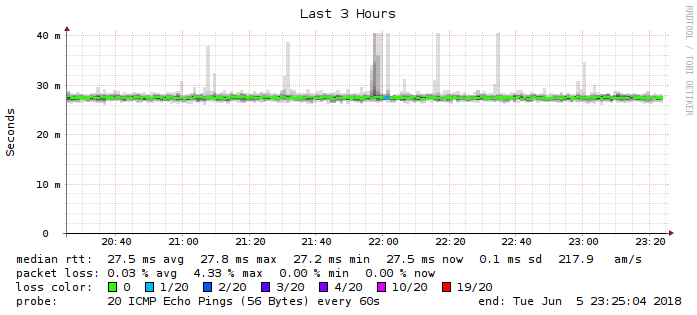 Last 3 Hours
RRDTOOL / TOBI OETIKER
Seconds
40 m
30 m
20 m
10 m
0
20:40 21:00 21:20 21:40 22:00 22:20 22:40 23:00 23:20
median rtt: 27.5 ms avg 27.8 ms max 27.2 ms min 27.5 ms now 0.1 ms sd 217.9 am/s
packet loss: 0.03 % avg 4.33 % max 0.00 % min 0.00 % now
loss color: 0 1/20 2/20 3/20 4/20 10/20 19/20
probe: 20 ICMP Echo Pings (56 Bytes) every 60s end: Tue Jun 5 23:25:04 2018